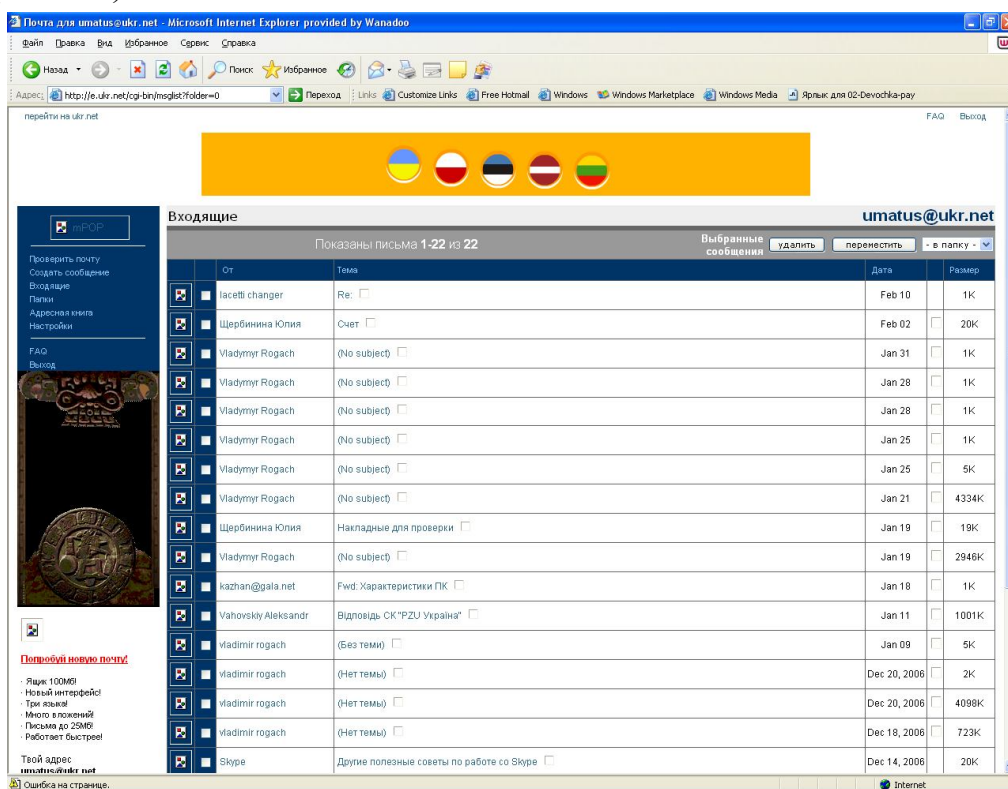 Почта для umatus@ukr.net - Microsoft Internet Explorer provided by Wanadoo
Файл Правка Вид Избранное Сервис Справка
Назад Поиск Избранное
Адрес: http://e.ukr.net/cgi-bin/msglist?folder=0 Переход Links Customize Links Free Hotmail Windows Windows Marketplace Windows Media Ярлык для 02-Devochka-pay
перейти на ukr.net FAQ Выход
mPOP
Проверить почту
Создать сообщение
Входящие
Папки
Адресная книга
Настройки
FAQ
Выход
Попробуй новую почту!
· Ящик 100Мб!
· Новый интерфейс!
· Три языка!
· Много вложений!
· Письма до 25Мб!
· Работает быстрее!
Твой адрес
umatus@ukr.net
Входящие umatus@ukr.net
Показаны письма 1-22 из 22 Выбранные сообщения удалить переместить - в папку -
От Тема Дата Размер
lacetti changer Re: Feb 10 1K
Щербинина Юлия Счет Feb 02 20K
Vladymyr Rogach (No subject) Jan 31 1K
Vladymyr Rogach (No subject) Jan 28 1K
Vladymyr Rogach (No subject) Jan 28 1K
Vladymyr Rogach (No subject) Jan 25 1K
Vladymyr Rogach (No subject) Jan 25 5K
Vladymyr Rogach (No subject) Jan 21 4334K
Щербинина Юлия Накладные для проверки Jan 19 19K
Vladymyr Rogach (No subject) Jan 19 2946K
kazhan@gala.net Fwd: Характеристики ПК Jan 18 1K
Vahovskiy Aleksandr Відповідь СК "PZU Україна" Jan 11 1001K
vladimir rogach (Без теми) Jan 09 5K
vladimir rogach (Нет темы) Dec 20, 2006 2K
vladimir rogach (Нет темы) Dec 20, 2006 4098K
vladimir rogach (Нет темы) Dec 18, 2006 723K
Skype Другие полезные советы по работе со Skype Dec 14, 2006 20K
Ошибка на странице. Internet